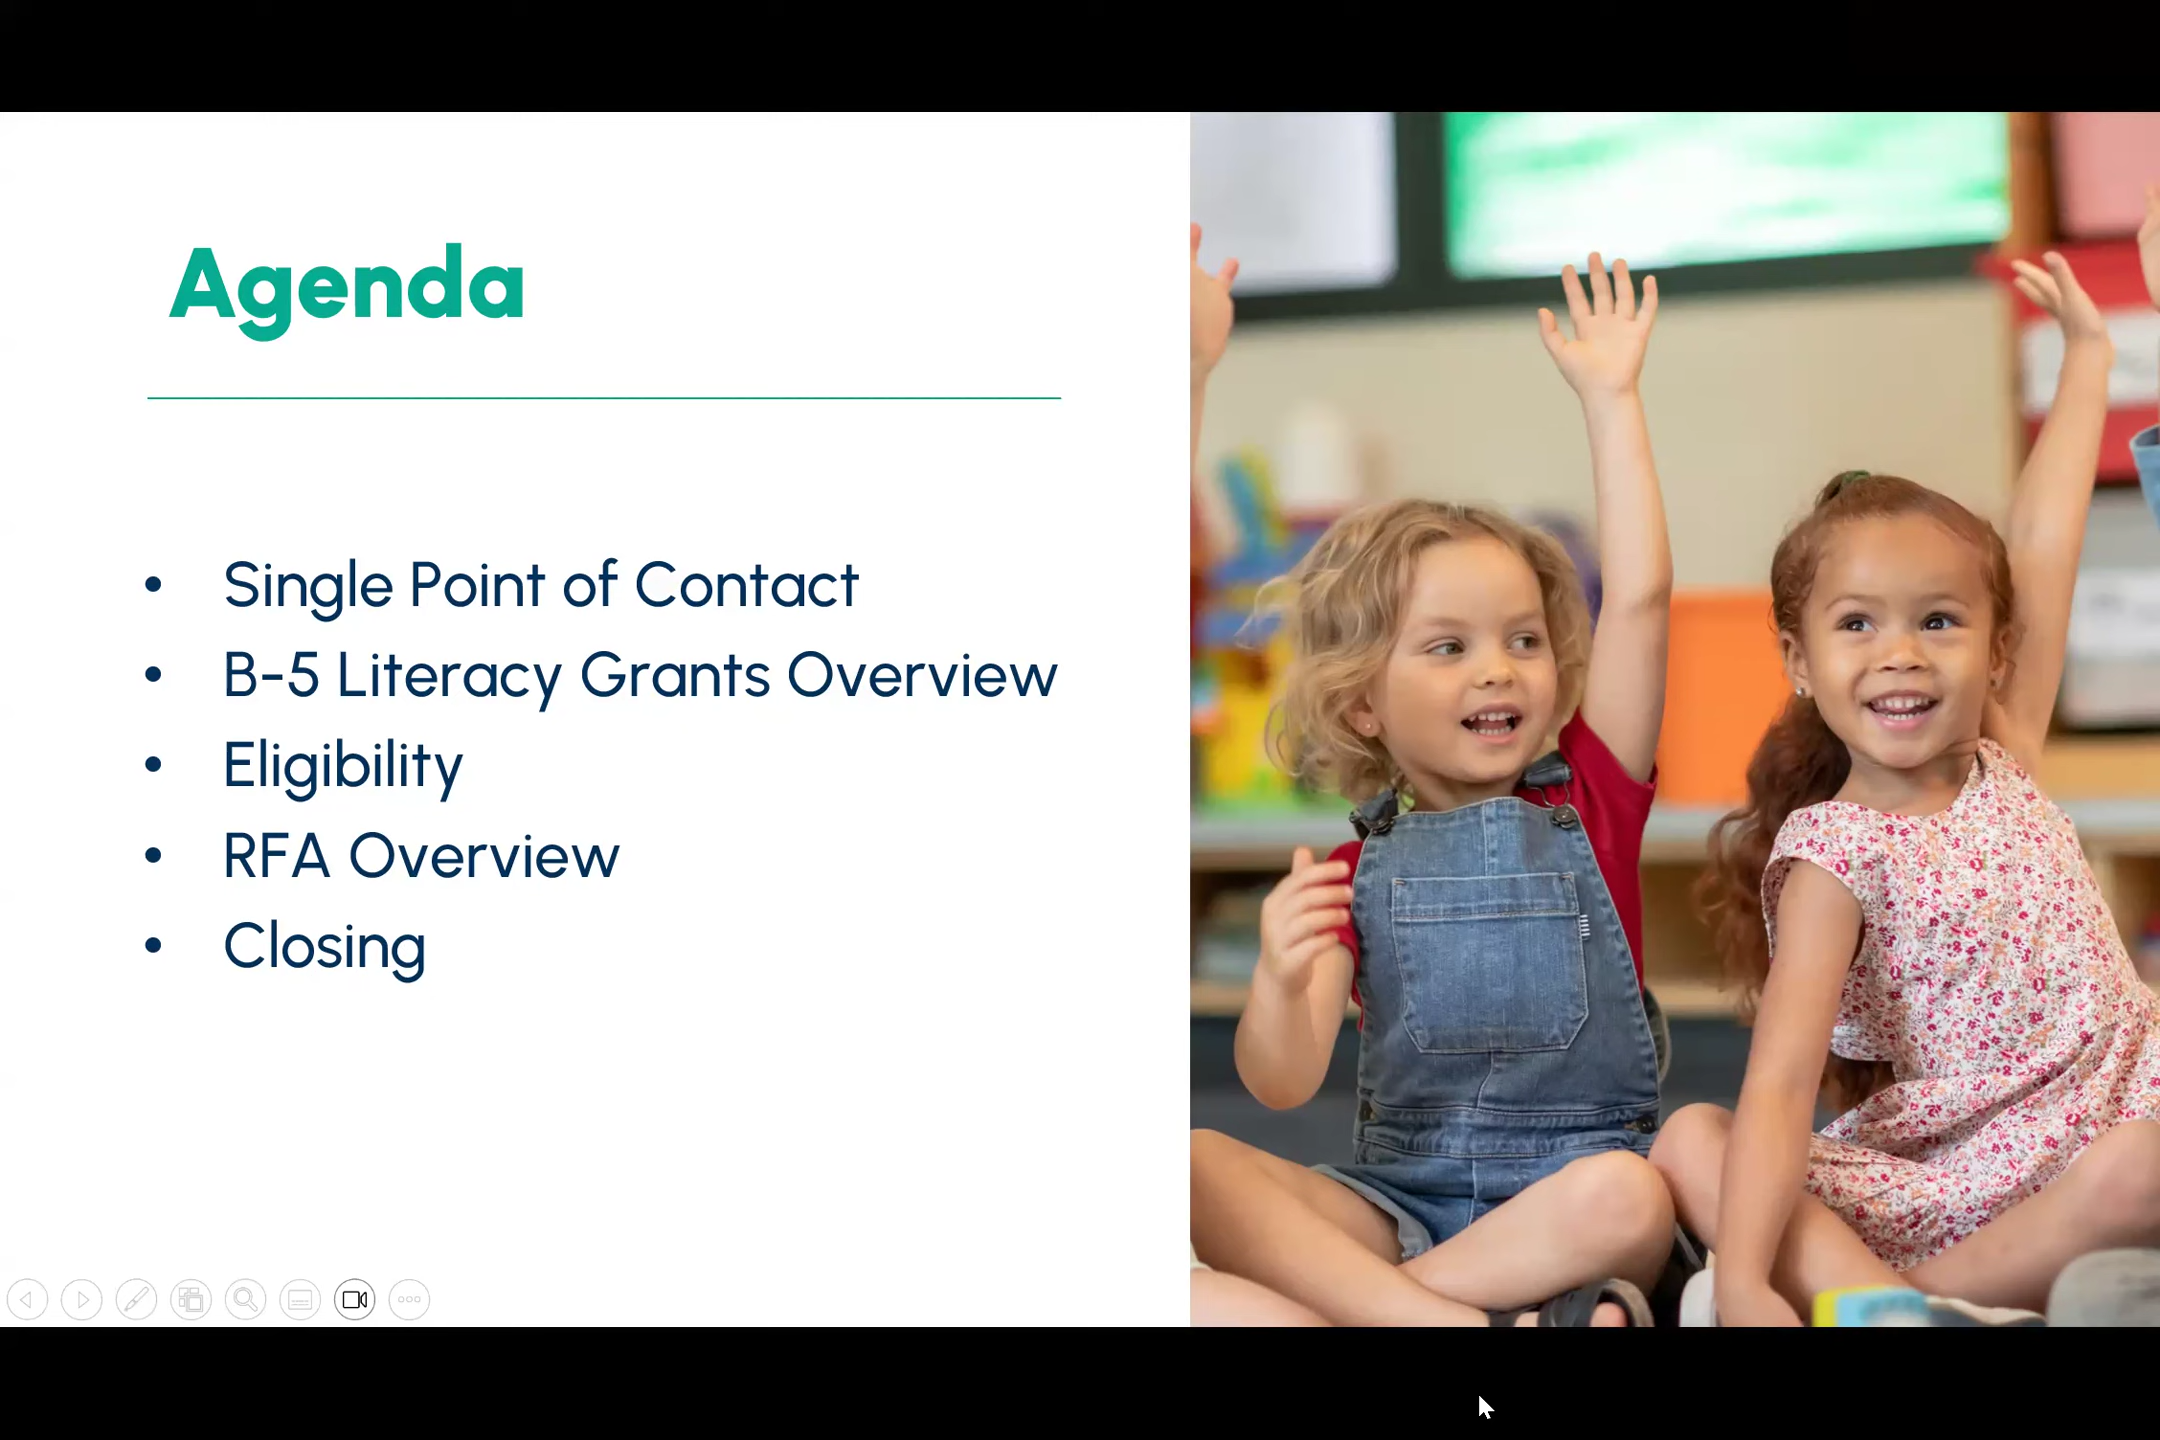 Agenda
• Single Point of Contact
• B-5 Literacy Grants Overview
• Eligibility
• RFA Overview
• Closing